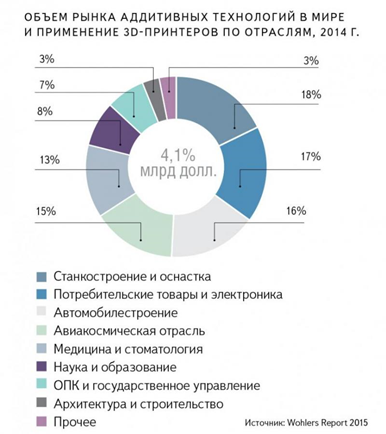 ОБЪЕМ РЫНКА АДДИТИВНЫХ ТЕХНОЛОГИЙ В МИРЕ
И ПРИМЕНЕНИЕ 3D-ПРИНТЕРОВ ПО ОТРАСЛЯМ, 2014 Г.
3%
3%
7%
18%
8%
4,1%
млрд долл.
13%
17%
15%
16%
Станкостроение и оснастка
Потребительские товары и электроника
Автомобилестроение
Авиакосмическая отрасль
Медицина и стоматология
Наука и образование
ОПК и государственное управление
Архитектура и строительство
Прочее
Источник: Wohlers Report 2015